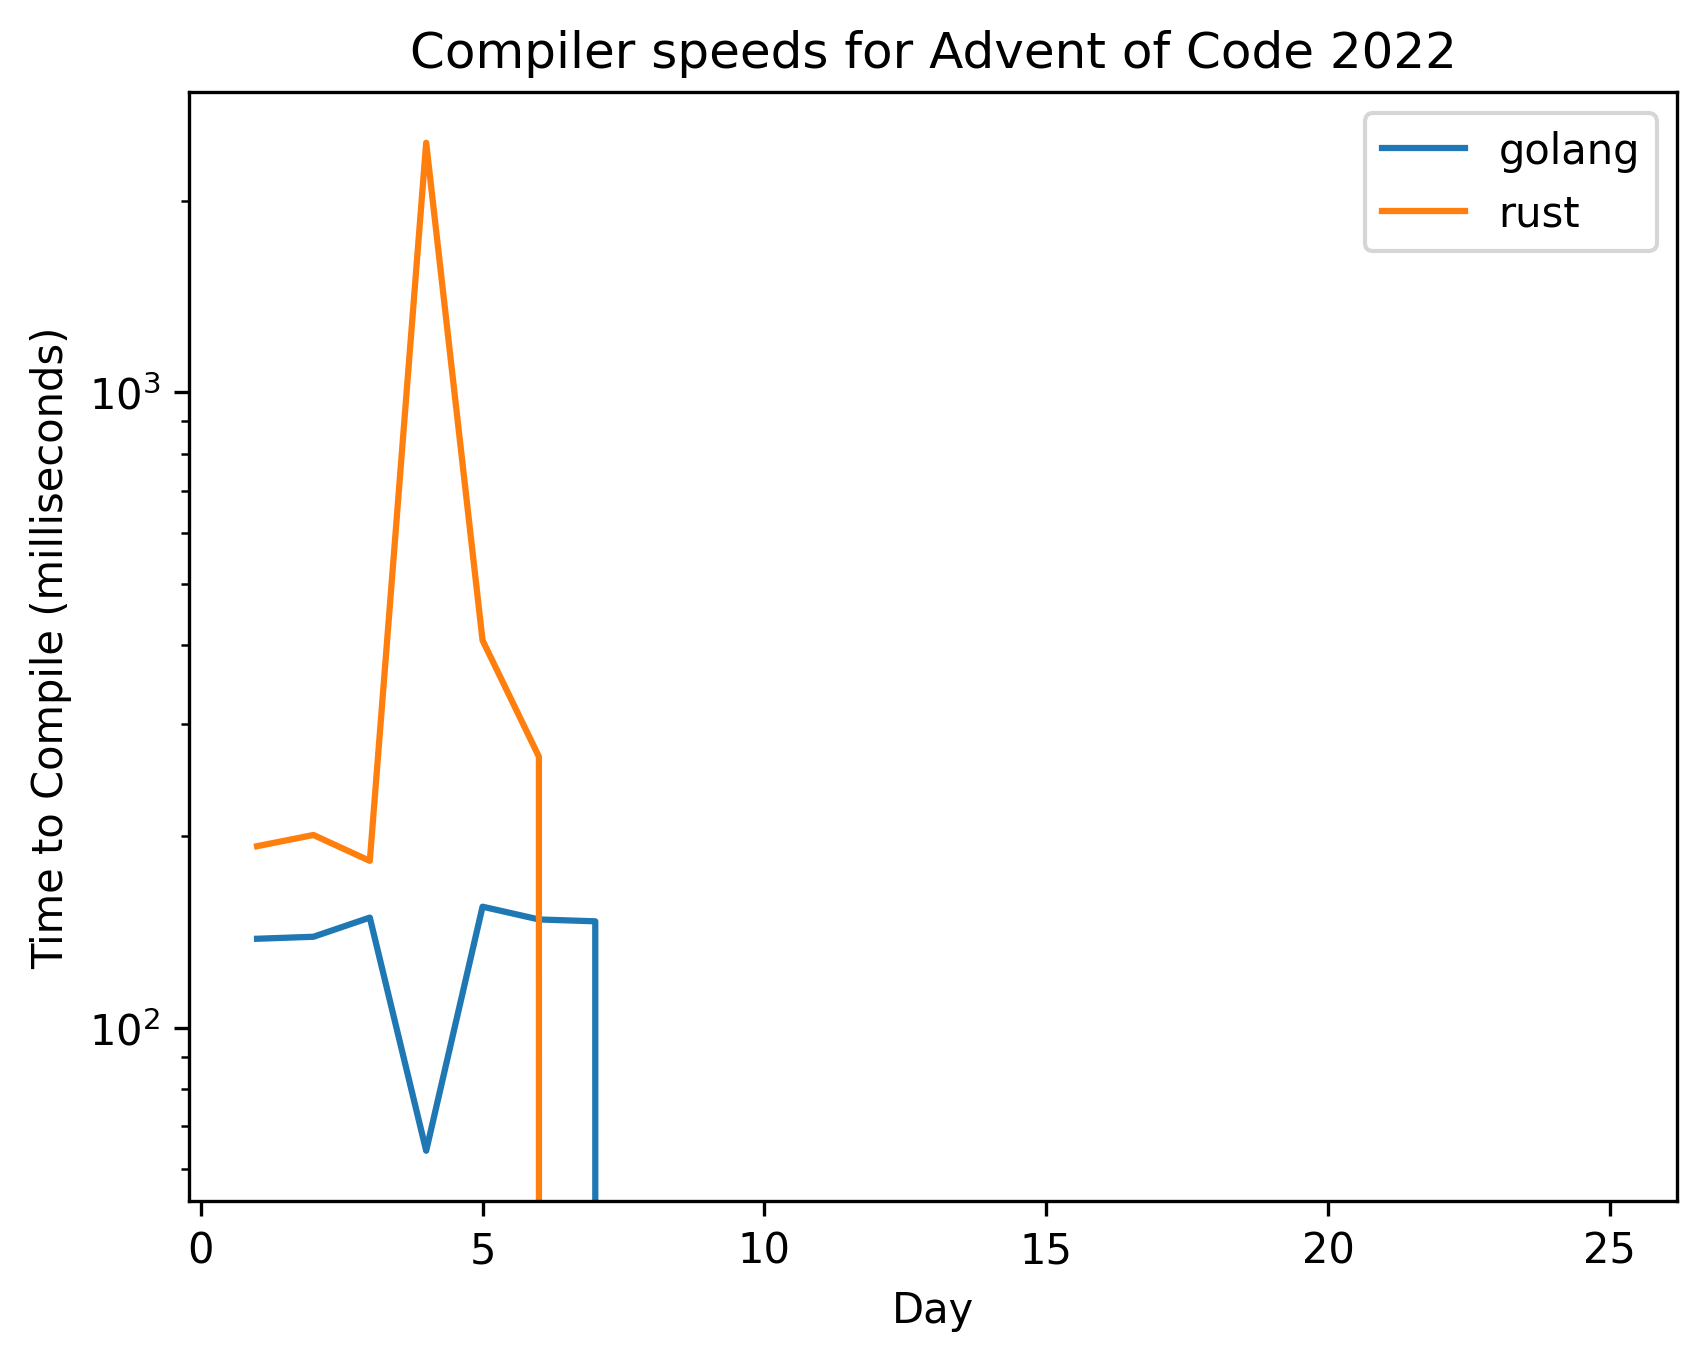 Compiler speeds for Advent of Code 2022
golang
rust
Time to Compile (milliseconds)
10³
10²
0 5 10 15 20 25
Day